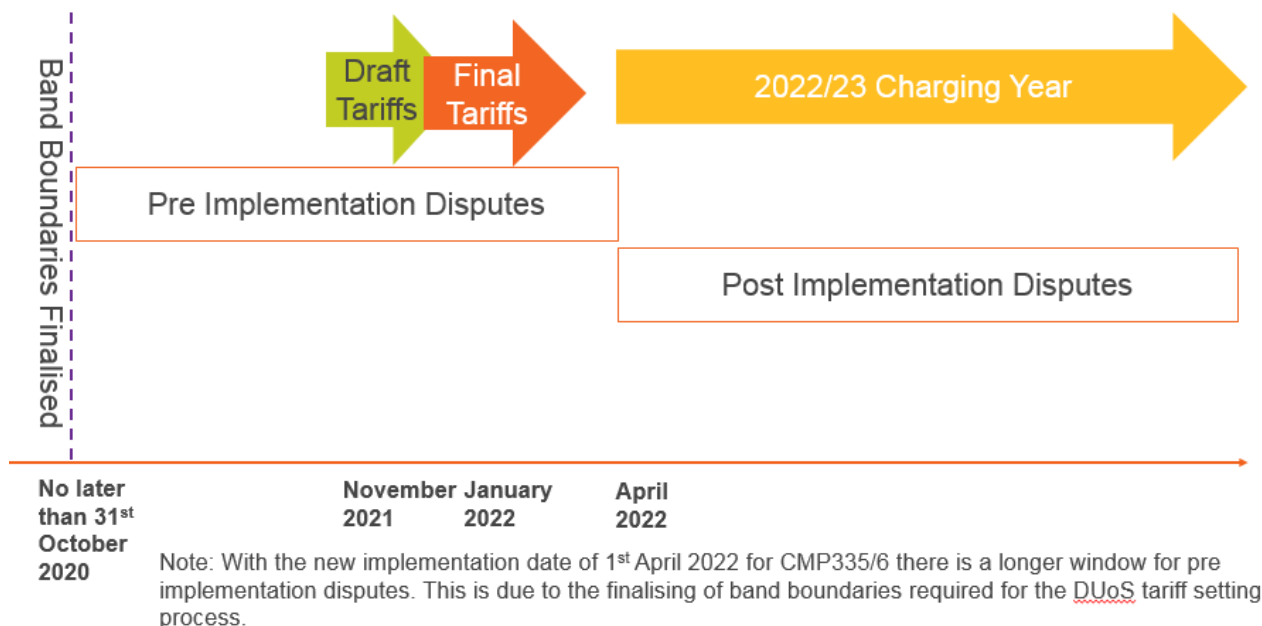 Band Boundaries Finalised
Draft
Tariffs
Final
Tariffs
2022/23 Charging Year
Pre Implementation Disputes
Post Implementation Disputes
No later
than 31st
October
2020
November
2021
January
2022
April
2022
Note: With the new implementation date of 1st April 2022 for CMP335/6 there is a longer window for pre
implementation disputes. This is due to the finalising of band boundaries required for the DUoS tariff setting
process.